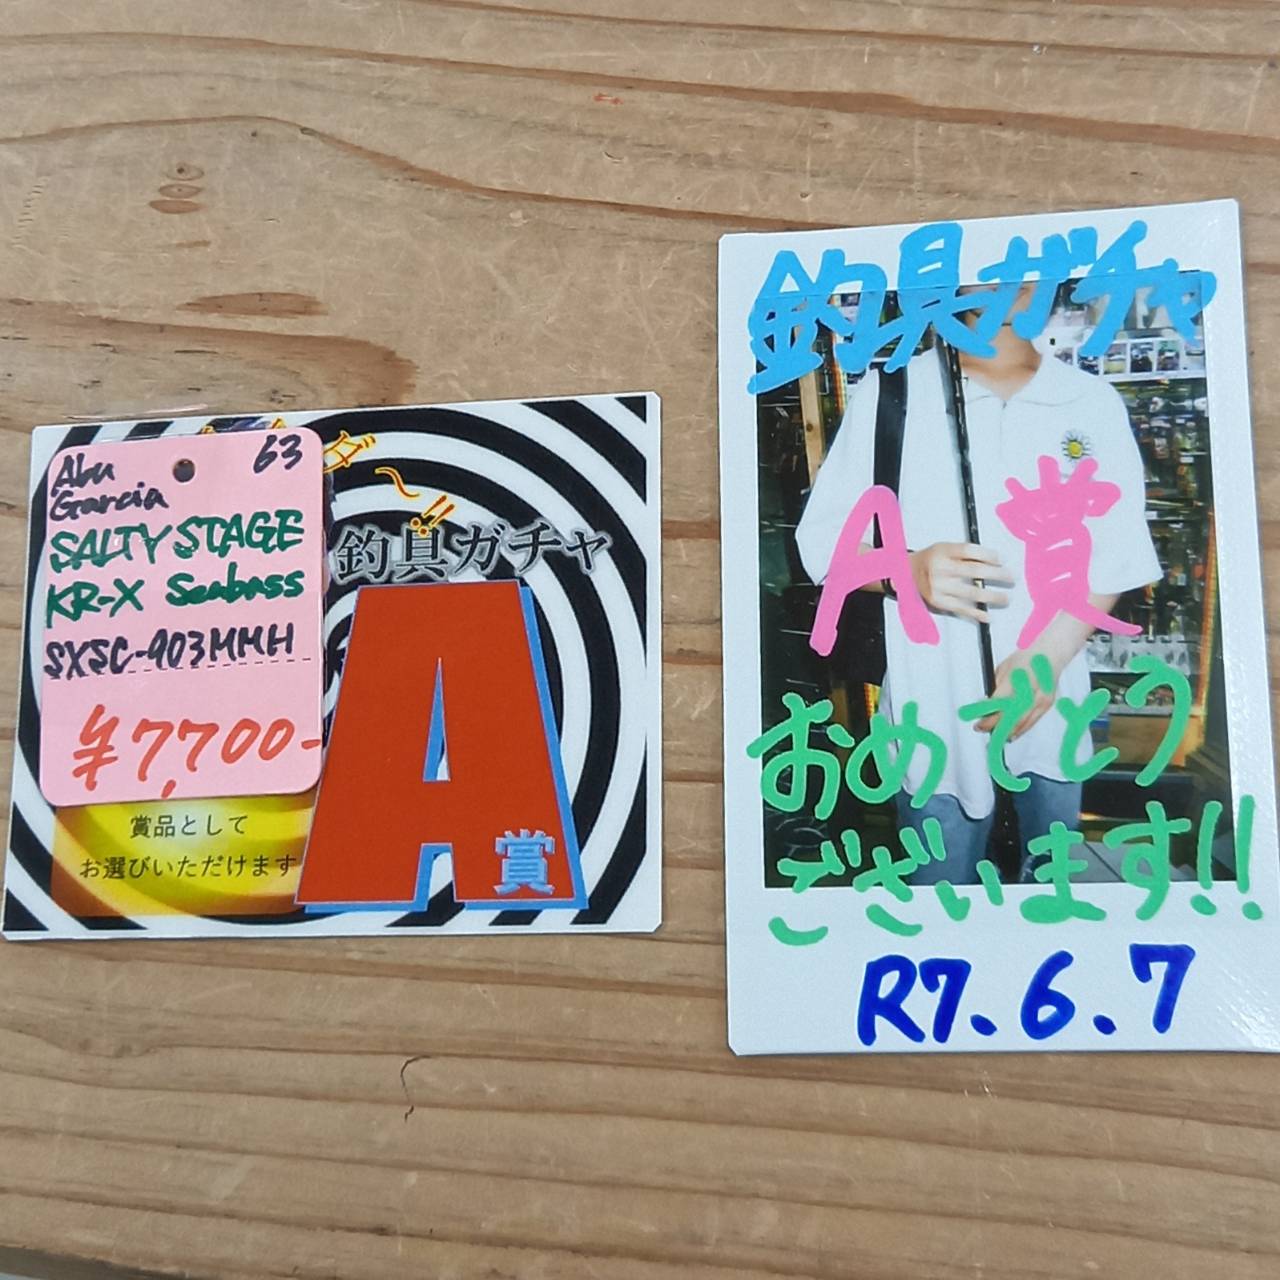 Abu
Garcia
63
SALTY STAGE
KR-X Seabass
SXSC-903MMH
¥7,700-
釣具ガチャ
A
賞
賞品として
お選びいただけます
釣具ガチャ
A賞
おめでとう
ございます!!
R7.6.7